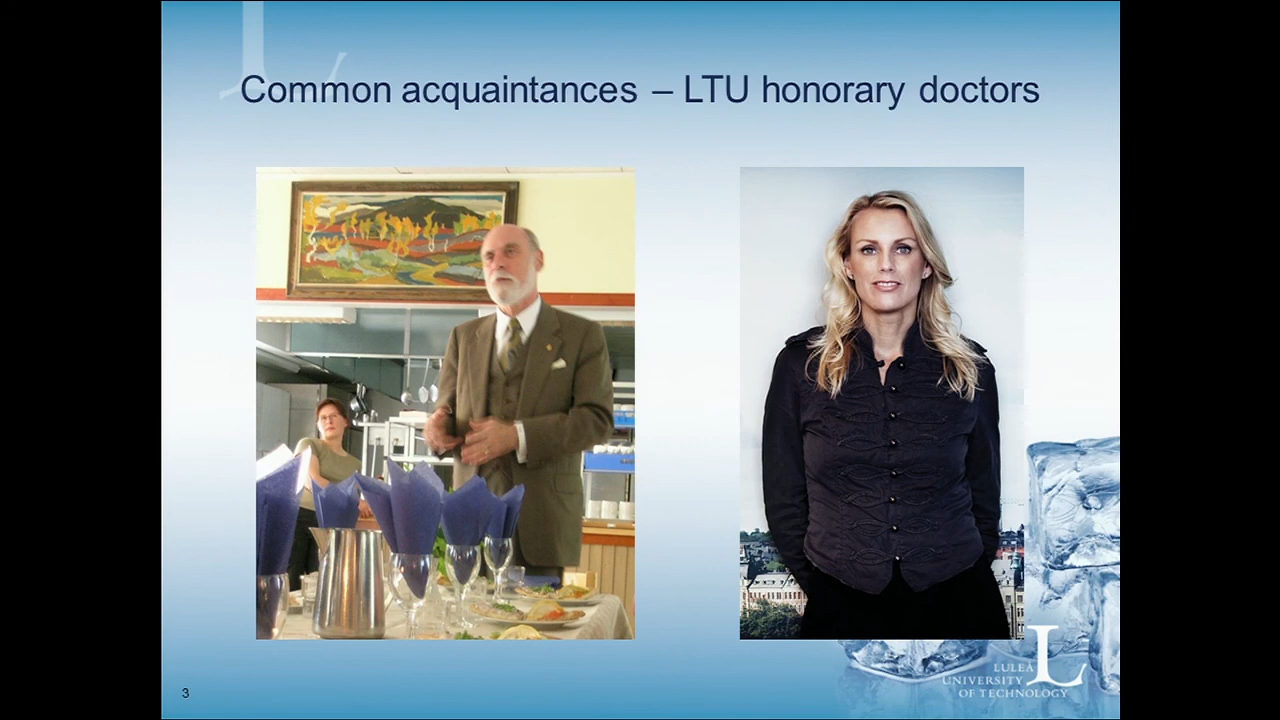 Common acquaintances – LTU honorary doctors
3
LULEÅ
UNIVERSITY
OF TECHNOLOGY